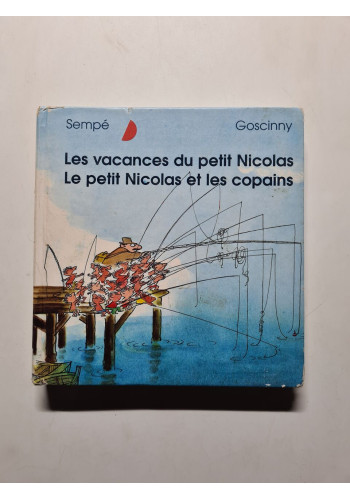 Sempé Goscinny
Les vacances du petit Nicolas
Le petit Nicolas et les copains